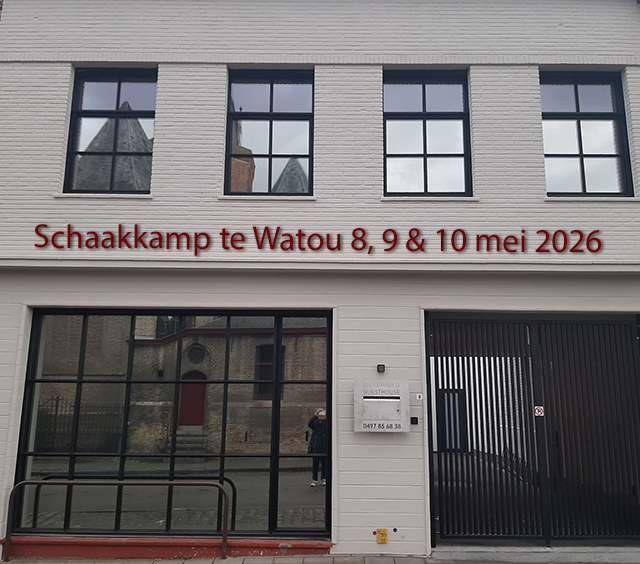 Schaakkamp te Watou 8, 9 & 10 mei 2026
GUESTHOUSE
0497 85 68 38